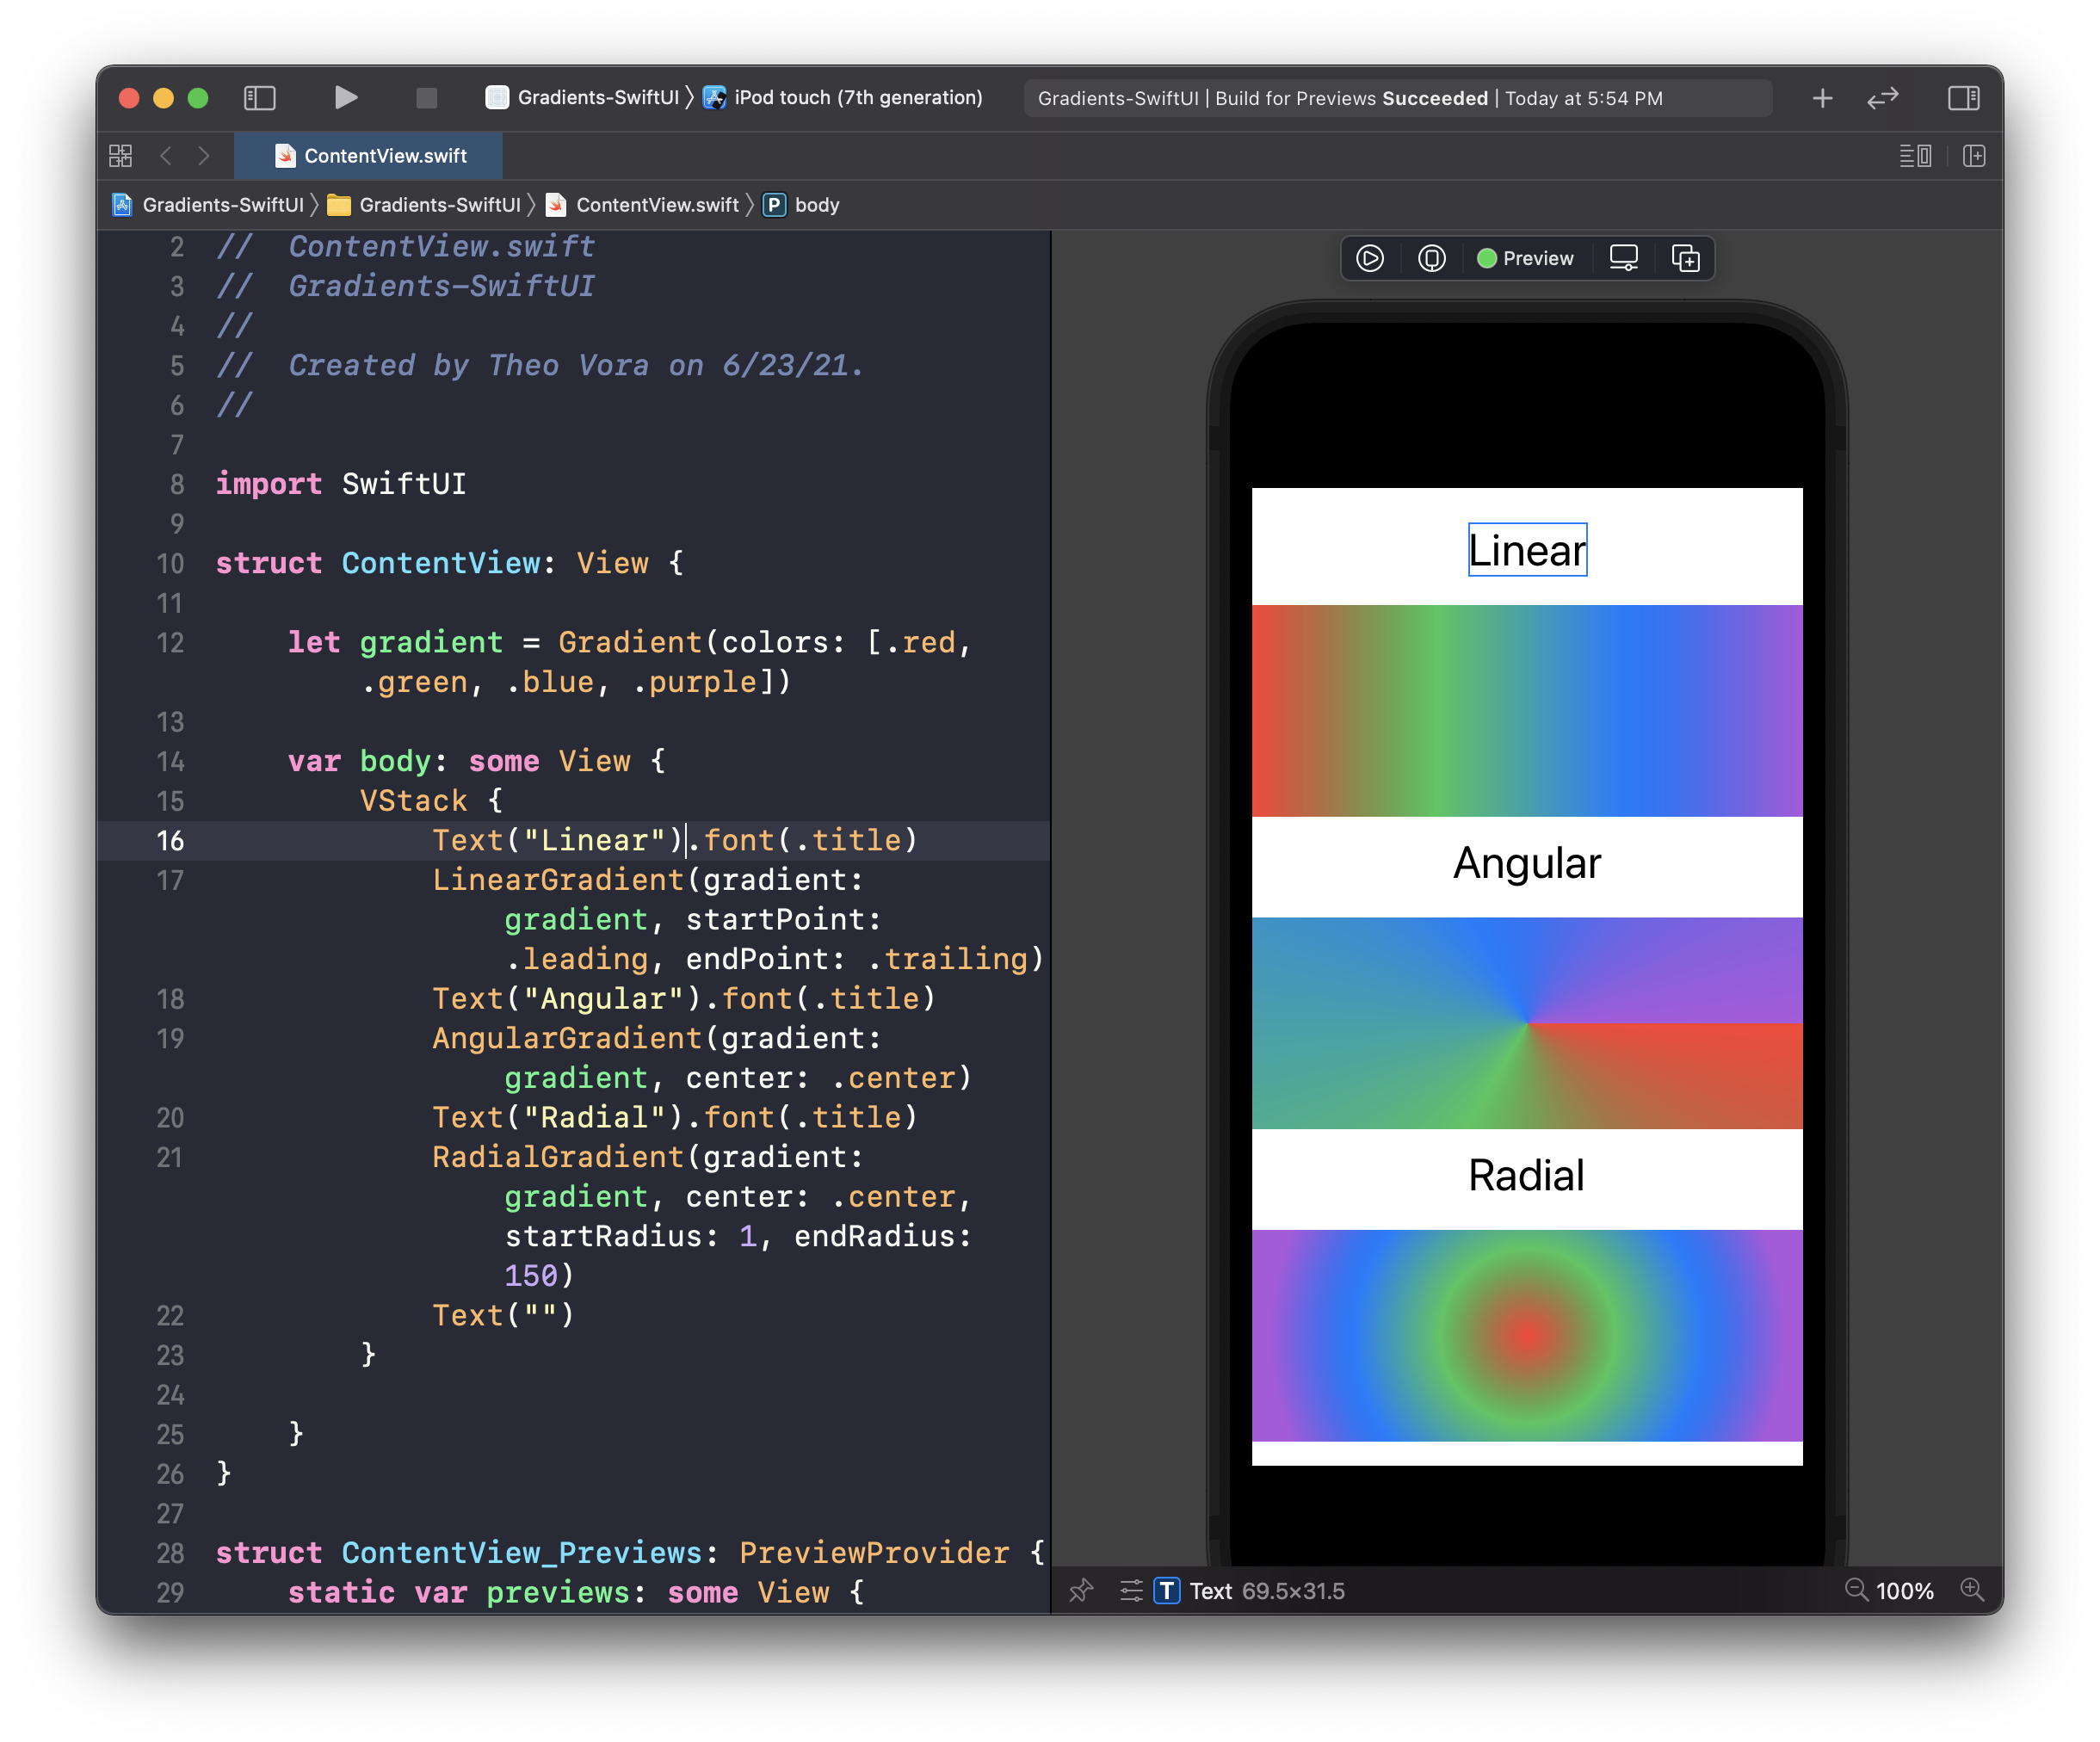 Gradients-SwiftUI 〉 iPod touch (7th generation)
Gradients-SwiftUI | Build for Previews Succeeded | Today at 5:54 PM
ContentView.swift
Gradients-SwiftUI 〉 Gradients-SwiftUI 〉 ContentView.swift 〉 P body
2 //  ContentView.swift
3 //  Gradients-SwiftUI
4 //
5 //  Created by Theo Vora on 6/23/21.
6 //
7
8 import SwiftUI
9
10 struct ContentView: View {
11
12     let gradient = Gradient(colors: [.red,
.green, .blue, .purple])
13
14     var body: some View {
15         VStack {
16             Text("Linear").font(.title)
17             LinearGradient(gradient:
gradient, startPoint:
.leading, endPoint: .trailing)
18             Text("Angular").font(.title)
19             AngularGradient(gradient:
gradient, center: .center)
20             Text("Radial").font(.title)
21             RadialGradient(gradient:
gradient, center: .center,
startRadius: 1, endRadius:
150)
22             Text("")
23         }
24
25     }
26 }
27
28 struct ContentView_Previews: PreviewProvider {
29     static var previews: some View {
Preview
Linear
Angular
Radial
T Text 69.5×31.5
100%